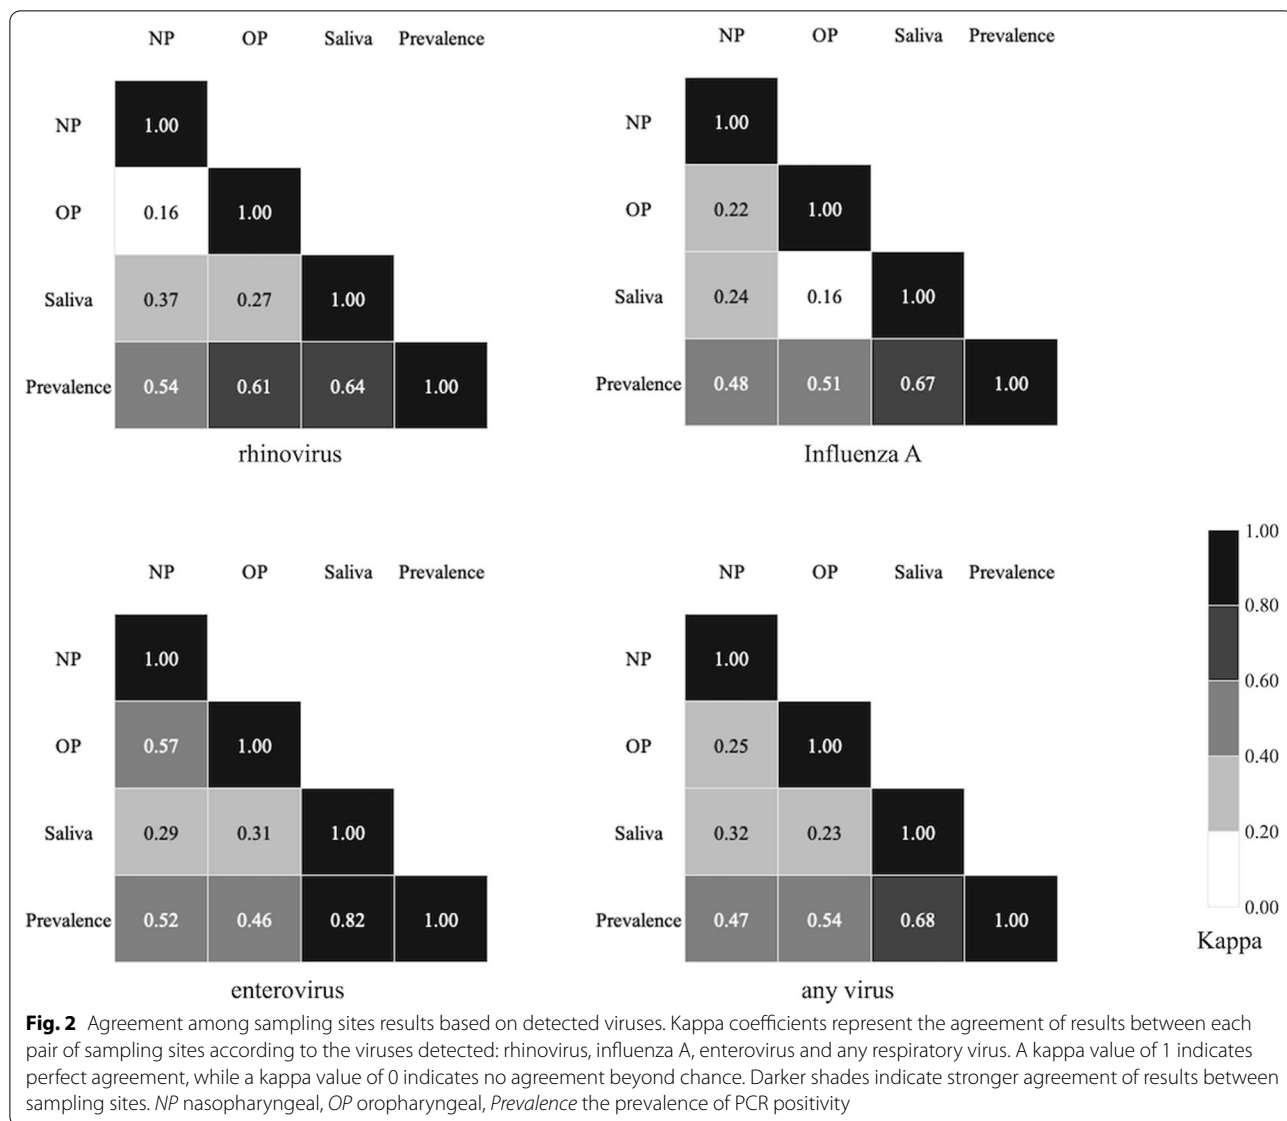 NP OP Saliva Prevalence
NP 1.00
OP 0.16 1.00
Saliva 0.37 0.27 1.00
Prevalence 0.54 0.61 0.64 1.00
rhinovirus
NP OP Saliva Prevalence
NP 1.00
OP 0.22 1.00
Saliva 0.24 0.16 1.00
Prevalence 0.48 0.51 0.67 1.00
Influenza A
NP OP Saliva Prevalence
NP 1.00
OP 0.57 1.00
Saliva 0.29 0.31 1.00
Prevalence 0.52 0.46 0.82 1.00
enterovirus
NP OP Saliva Prevalence
NP 1.00
OP 0.25 1.00
Saliva 0.32 0.23 1.00
Prevalence 0.47 0.54 0.68 1.00
any virus
1.00
0.80
0.60
0.40
0.20
0.00
Kappa
Fig. 2 Agreement among sampling sites results based on detected viruses. Kappa coefficients represent the agreement of results between each
pair of sampling sites according to the viruses detected: rhinovirus, influenza A, enterovirus and any respiratory virus. A kappa value of 1 indicates
perfect agreement, while a kappa value of 0 indicates no agreement beyond chance. Darker shades indicate stronger agreement of results between
sampling sites. NP nasopharyngeal, OP oropharyngeal, Prevalence the prevalence of PCR positivity